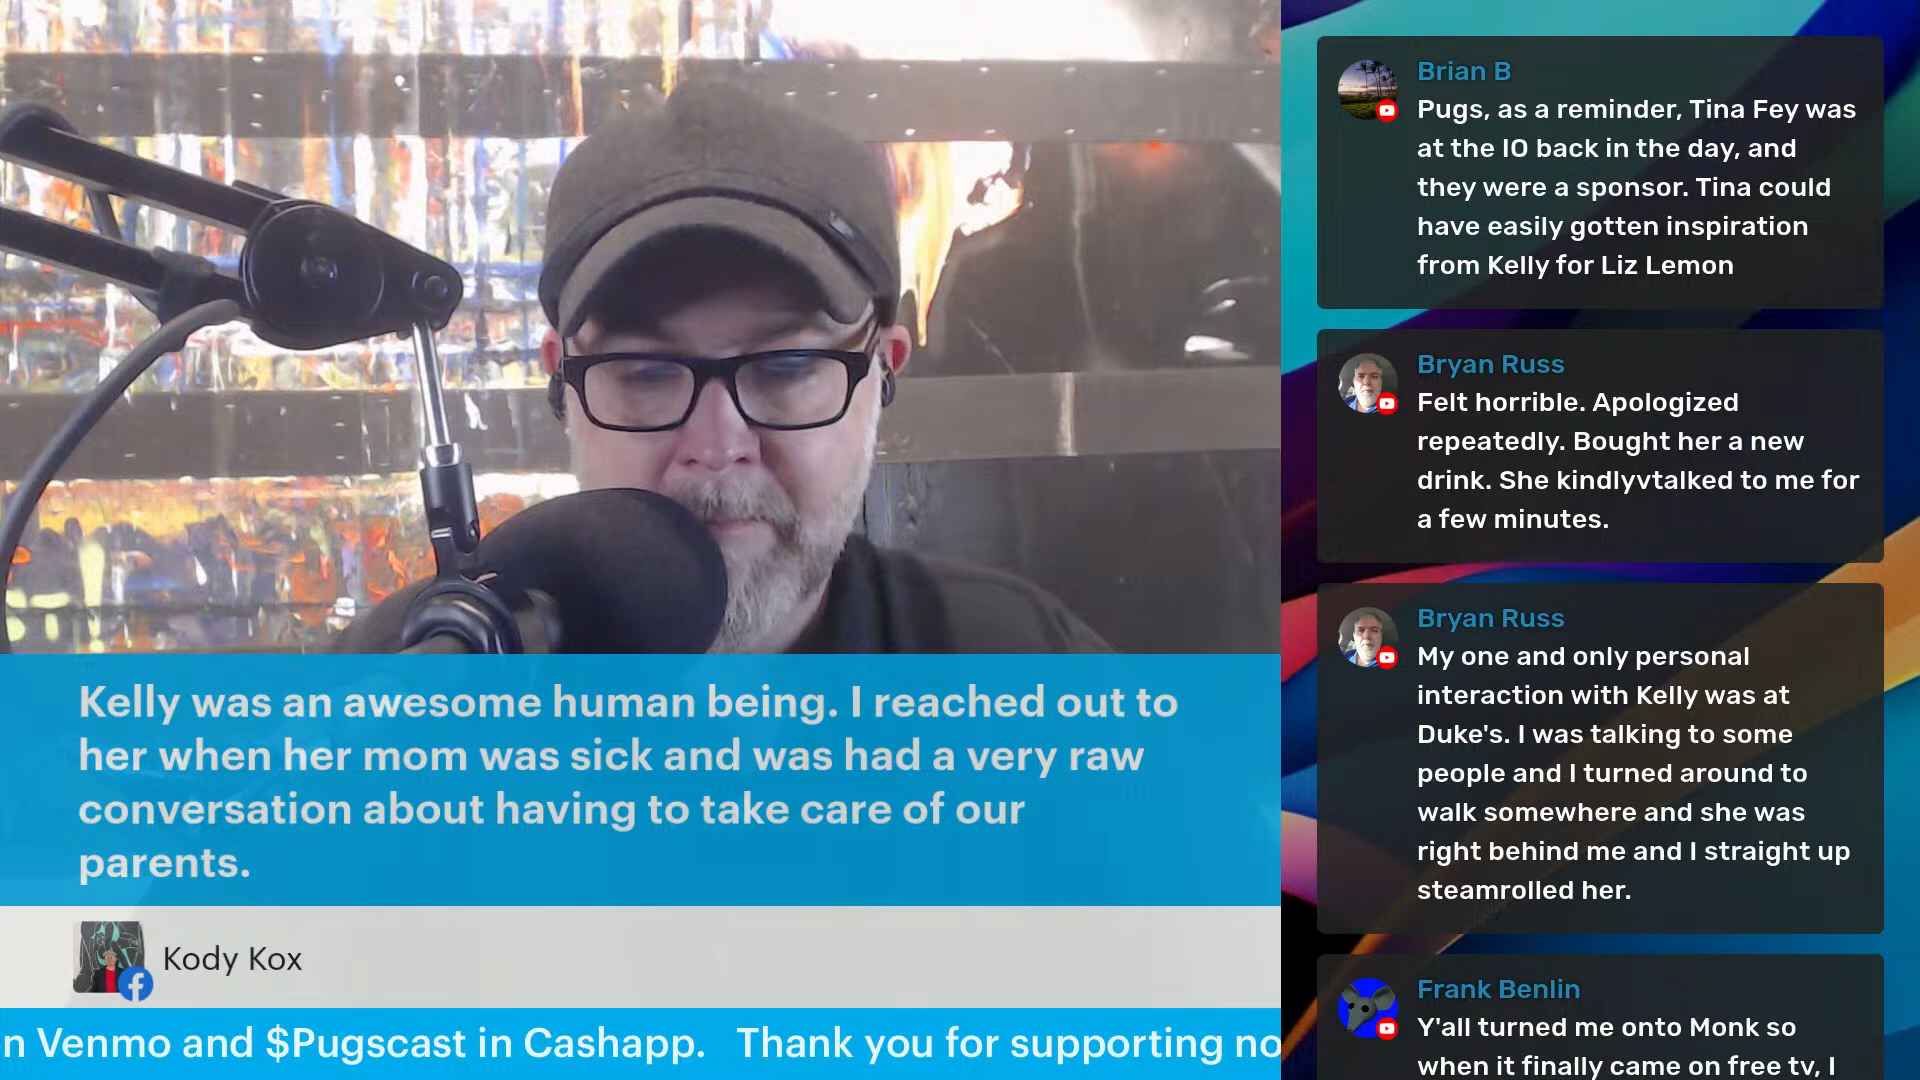 Brian B
Pugs, as a reminder, Tina Fey was
at the IO back in the day, and
they were a sponsor. Tina could
have easily gotten inspiration
from Kelly for Liz Lemon
Bryan Russ
Felt horrible. Apologized
repeatedly. Bought her a new
drink. She kindlyvtalked to me for
a few minutes.
Bryan Russ
My one and only personal
interaction with Kelly was at
Duke's. I was talking to some
people and I turned around to
walk somewhere and she was
right behind me and I straight up
steamrolled her.
Frank Benlin
Y'all turned me onto Monk so
when it finally came on free tv, I
Kelly was an awesome human being. I reached out to
her when her mom was sick and was had a very raw
conversation about having to take care of our
parents.
Kody Kox
n Venmo and $Pugscast in Cashapp. Thank you for supporting no